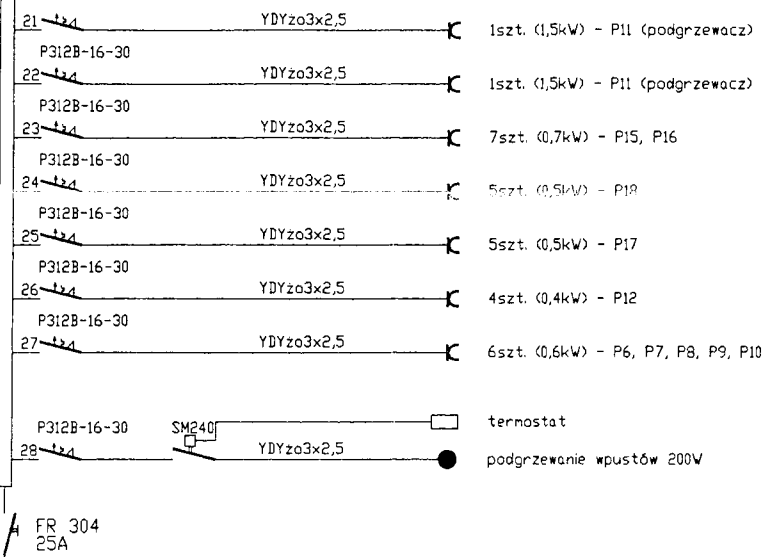 21 YDYżo3x2,5 1szt. (1,5kW) - P11 (podgrzewacz)
P312B-16-30
22 YDYżo3x2,5 1szt. (1,5kW) - P11 (podgrzewacz)
P312B-16-30
23 YDYżo3x2,5 7szt. (0,7kW) - P15, P16
P312B-16-30
24 YDYżo3x2,5 5szt. (0,5kW) - P18
P312B-16-30
25 YDYżo3x2,5 5szt. (0,5kW) - P17
P312B-16-30
26 YDYżo3x2,5 4szt. (0,4kW) - P12
P312B-16-30
27 YDYżo3x2,5 6szt. (0,6kW) - P6, P7, P8, P9, P10
P312B-16-30 SM240 termostat
28 YDYżo3x2,5 podgrzewanie wpustów 200W
FR 304
25A